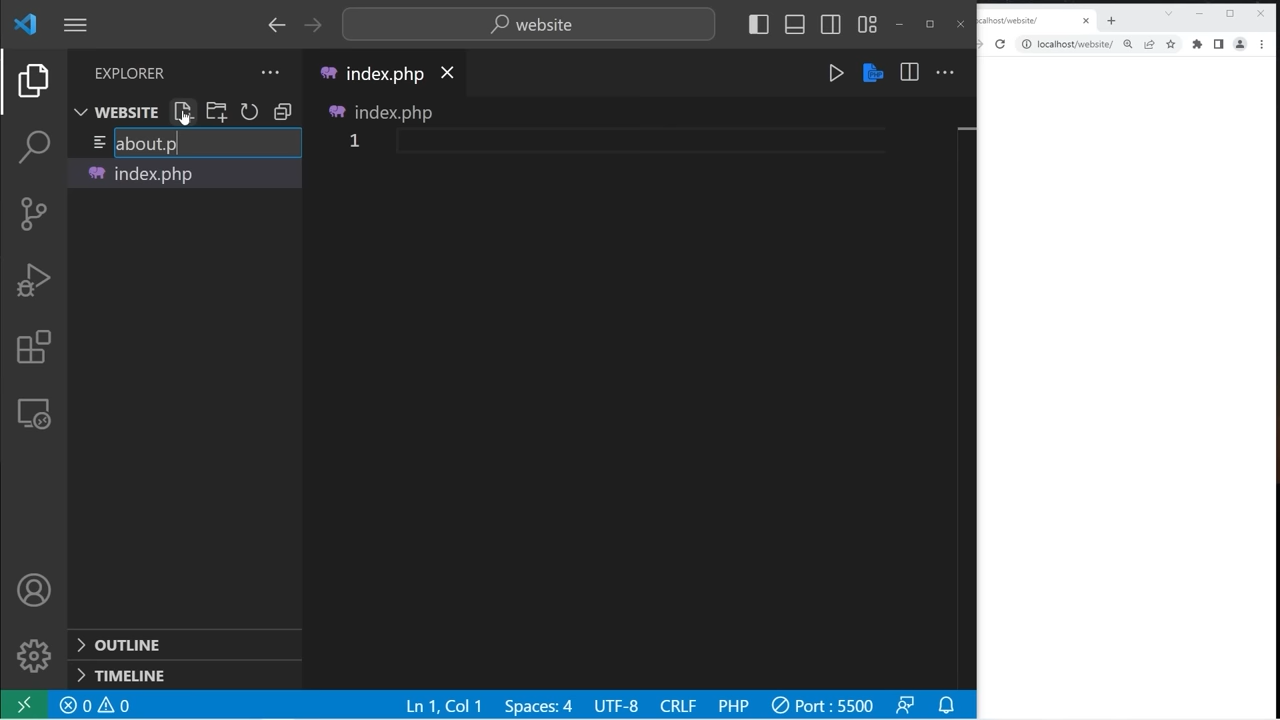 website
EXPLORER
index.php
WEBSITE
index.php
about.p
1
index.php
OUTLINE
TIMELINE
0 0
Ln 1, Col 1
Spaces: 4
UTF-8
CRLF
PHP
Port : 5500
calhost/website/
localhost/website/